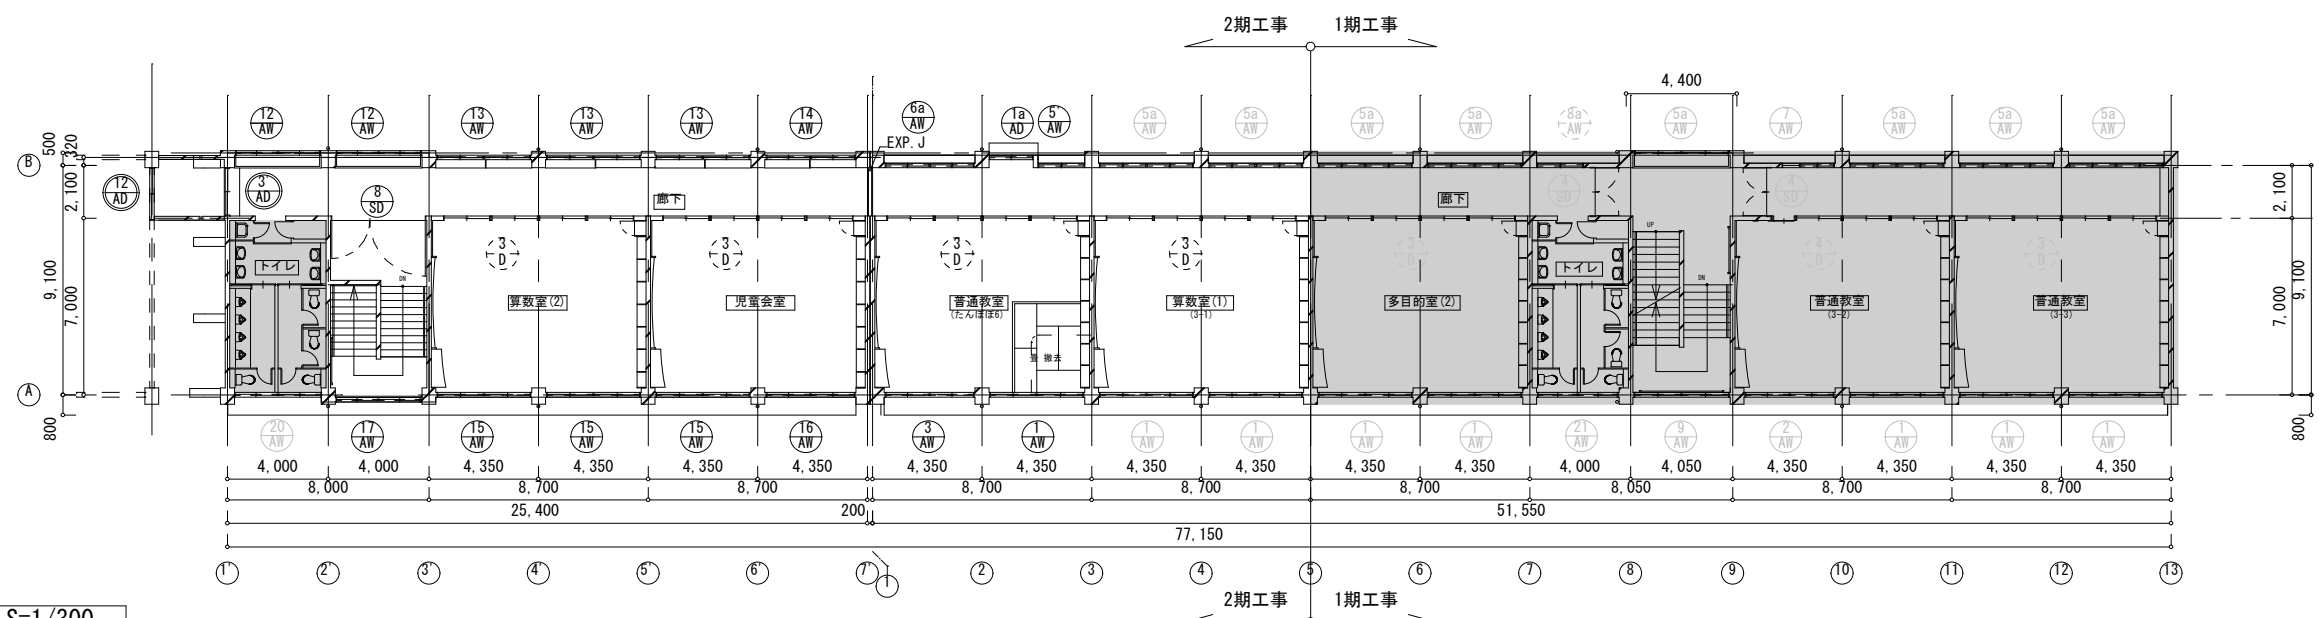 2期工事 1期工事
4,400
12 AW
12 AW
13 AW
13 AW
13 AW
14 AW
6a AW
1a AD
5' AW
5a AW
5a AW
5a AW
5a AW
8a AW
5a AW
7 AW
5a AW
5a AW
5a AW
EXP.J
500
320
B
2,100
9,100
7,000
A
800
12 AD
3 AD
8 SD
廊下
廊下
4 SD
4 SD
2,100
9,100
7,000
800
3 D
3 D
3 D
3 D
3 D
4 D
3 D
トイレ
DN
算数室(2)
児童会室
普通教室
(たんぽぽ6)
畳 撤去
算数室(1)
(3-1)
多目的室(2)
トイレ
UP
DN
普通教室
(3-2)
普通教室
(3-3)
20 AW
17 AW
15 AW
15 AW
15 AW
16 AW
3 AW
1 AW
1 AW
1 AW
1 AW
1 AW
21 AW
9 AW
2 AW
1 AW
1 AW
1 AW
4,000 4,000 4,350 4,350 4,350 4,350 4,350 4,350 4,350 4,350 4,350 4,350 4,000 4,050 4,350 4,350 4,350 4,350
8,000 8,700 8,700 8,700 8,700 8,700 8,050 8,700 8,700
25,400 200 51,550
77,150
1' 2' 3' 4' 5' 6' 7' 1 2 3 4 5 6 7 8 9 10 11 12 13
2期工事 1期工事
S=1/300